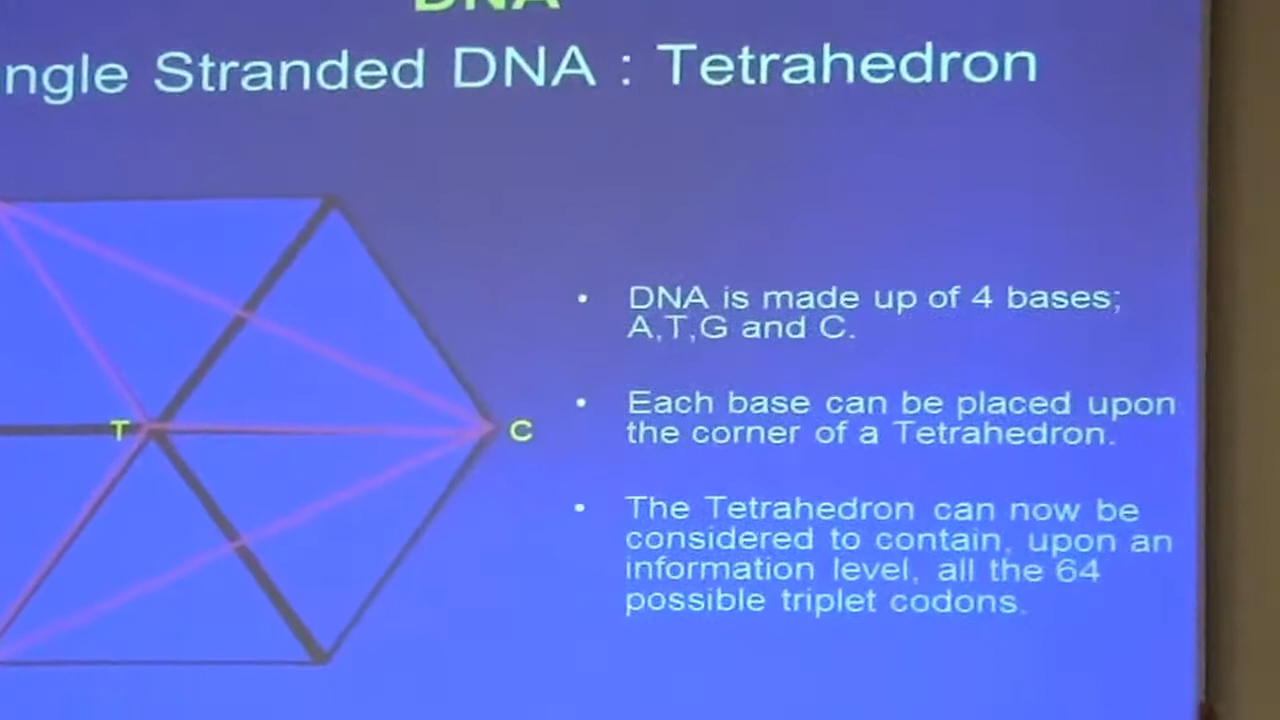 DNA
ngle Stranded DNA : Tetrahedron
• DNA is made up of 4 bases;
A,T,G and C.
• Each base can be placed upon
the corner of a Tetrahedron.
T
C
• The Tetrahedron can now be
considered to contain, upon an
information level, all the 64
possible triplet codons.